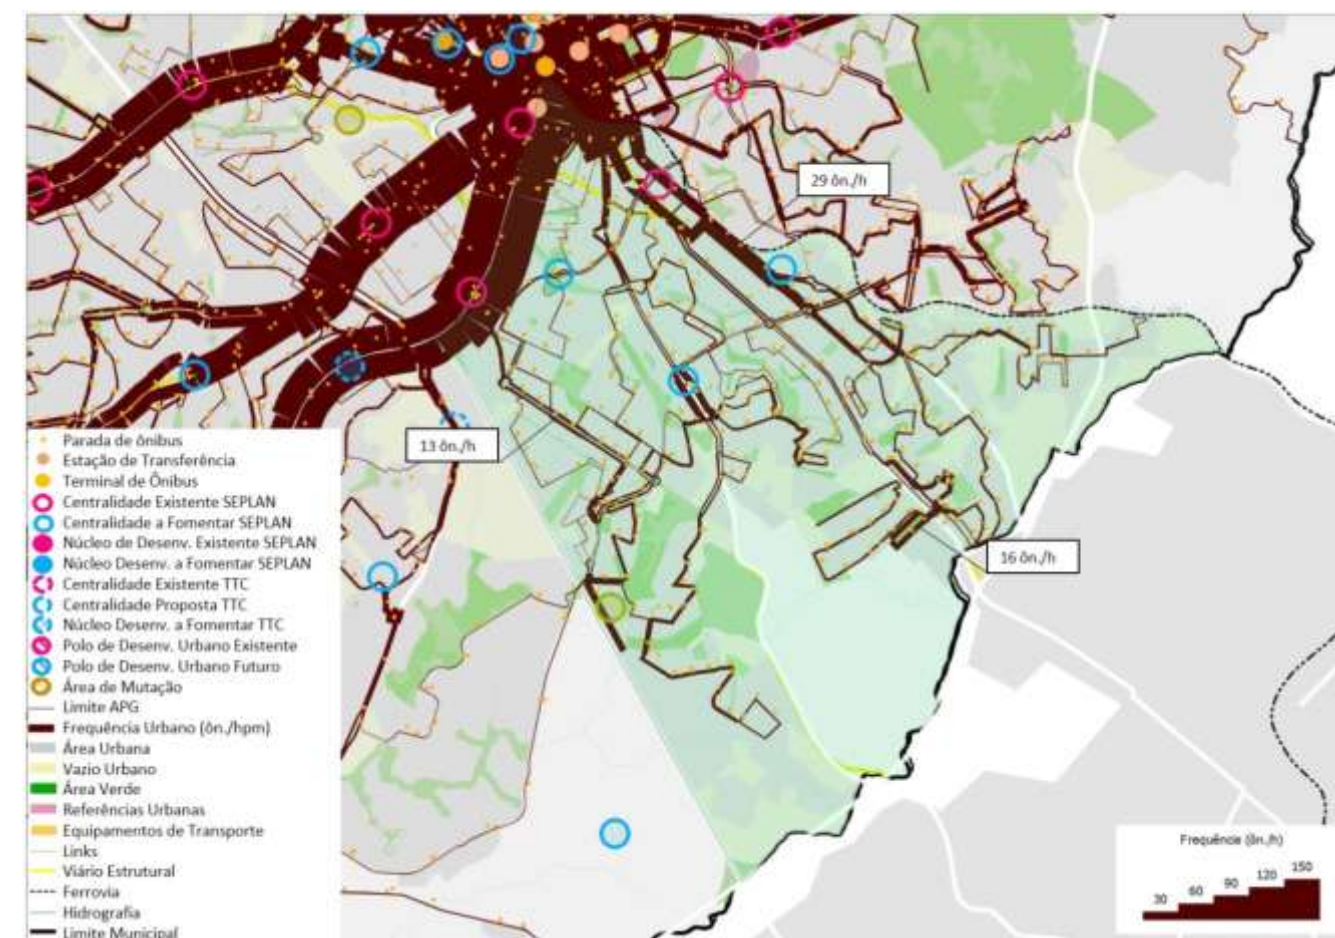 29 ôn./h
13 ôn./h
16 ôn./h
Parada de ônibus
Estação de Transferência
Terminal de Ônibus
Centralidade Existente SEPLAN
Centralidade a Fomentar SEPLAN
Núcleo de Desenv. Existente SEPLAN
Núcleo Desenv. a Fomentar SEPLAN
Centralidade Existente TTC
Centralidade Proposta TTC
Núcleo Desenv. a Fomentar TTC
Polo de Desenv. Urbano Existente
Polo de Desenv. Urbano Futuro
Área de Mutação
Limite APG
Frequência Urbano (ôn./hpm)
Área Urbana
Vazio Urbano
Área Verde
Referências Urbanas
Equipamentos de Transporte
Links
Viário Estrutural
Ferrovia
Hidrografia
Limite Municipal
Frequênce (ôn./h)
30 60 90 120 150